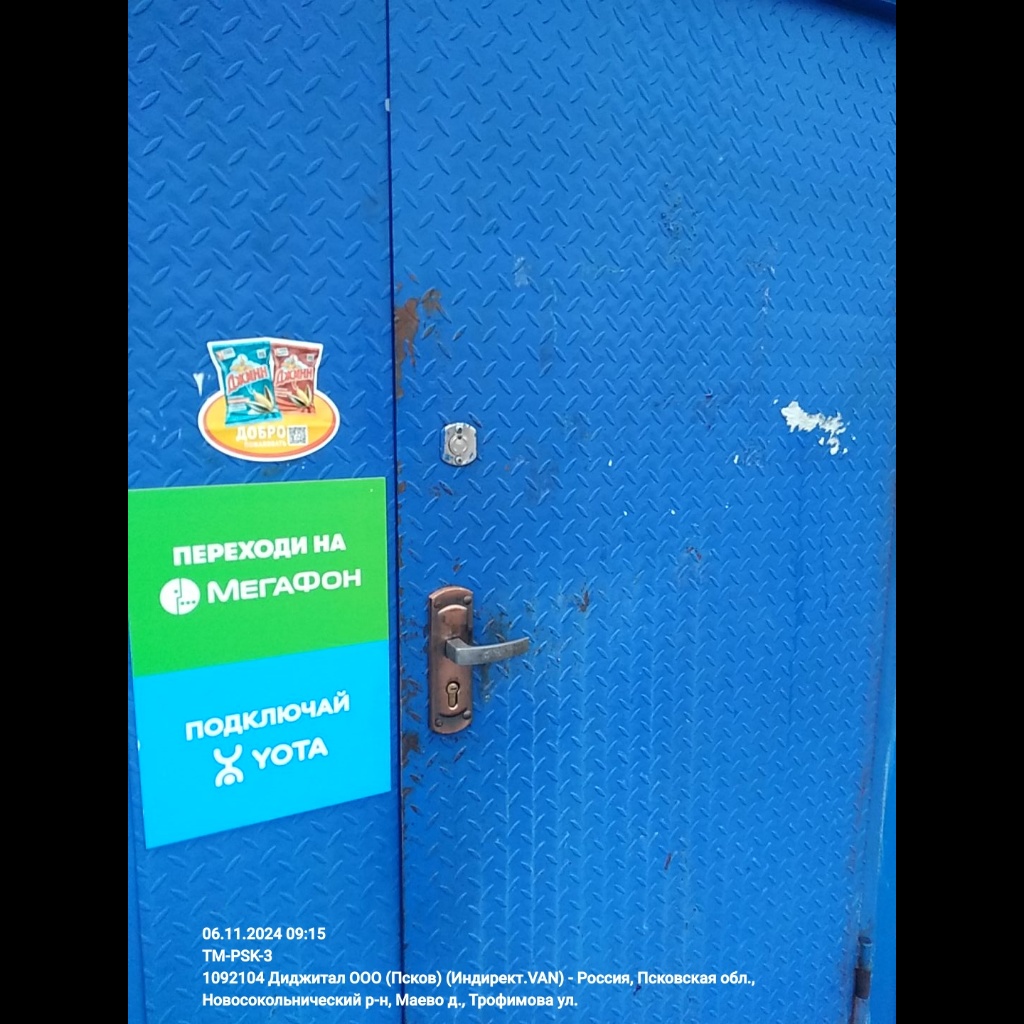 Джинн
Джинн
ДОБРО
ПОЖАЛОВАТЬ
ПЕРЕХОДИ НА
МЕГАФОН
ПОДКЛЮЧАЙ
YOTA
06.11.2024 09:15
TM-PSK-3
1092104 Диджитал ООО (Псков) (Индирект.VAN) - Россия, Псковская обл.,
Новосокольнический р-н, Маево д., Трофимова ул.